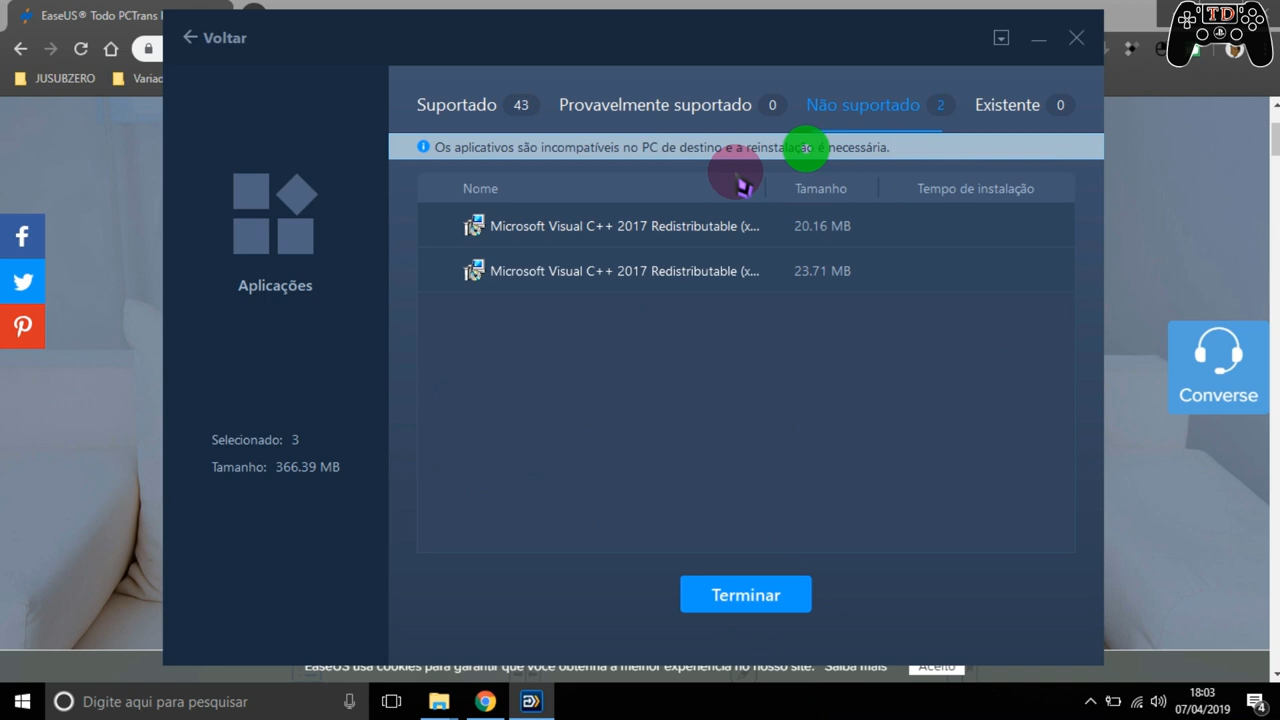 EaseUS® Todo PCTrans
JUSUBZERO
Variad
TD
Voltar
Suportado 43
Provavelmente suportado 0
Não suportado 2
Existente 0
Os aplicativos são incompatíveis no PC de destino e a reinstalação é necessária.
Nome
Tamanho
Tempo de instalação
Microsoft Visual C++ 2017 Redistributable (x...
20.16 MB
Microsoft Visual C++ 2017 Redistributable (x...
23.71 MB
Aplicações
Selecionado: 3
Tamanho: 366.39 MB
Converse
Terminar
EaseUS usa cookies para garantir que você obtenha a melhor experiência no nosso site. Saiba mais
Aceito
Digite aqui para pesquisar
18:03
07/04/2019
4